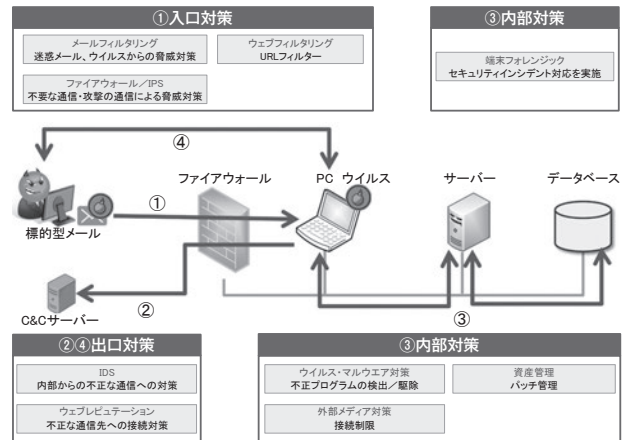 ①入口対策
メールフィルタリング
迷惑メール、ウイルスからの脅威対策
ウェブフィルタリング
URLフィルター
ファイアウォール／IPS
不要な通信・攻撃の通信による脅威対策
③内部対策
端末フォレンジック
セキュリティインシデント対応を実施
④
ファイアウォール
PC ウイルス
サーバー
データベース
①
標的型メール
②
③
C&Cサーバー
②④出口対策
IDS
内部からの不正な通信への対策
ウェブレピュテーション
不正な通信先への接続対策
③内部対策
ウイルス・マルウエア対策
不正プログラムの検出／駆除
資産管理
パッチ管理
外部メディア対策
接続制限